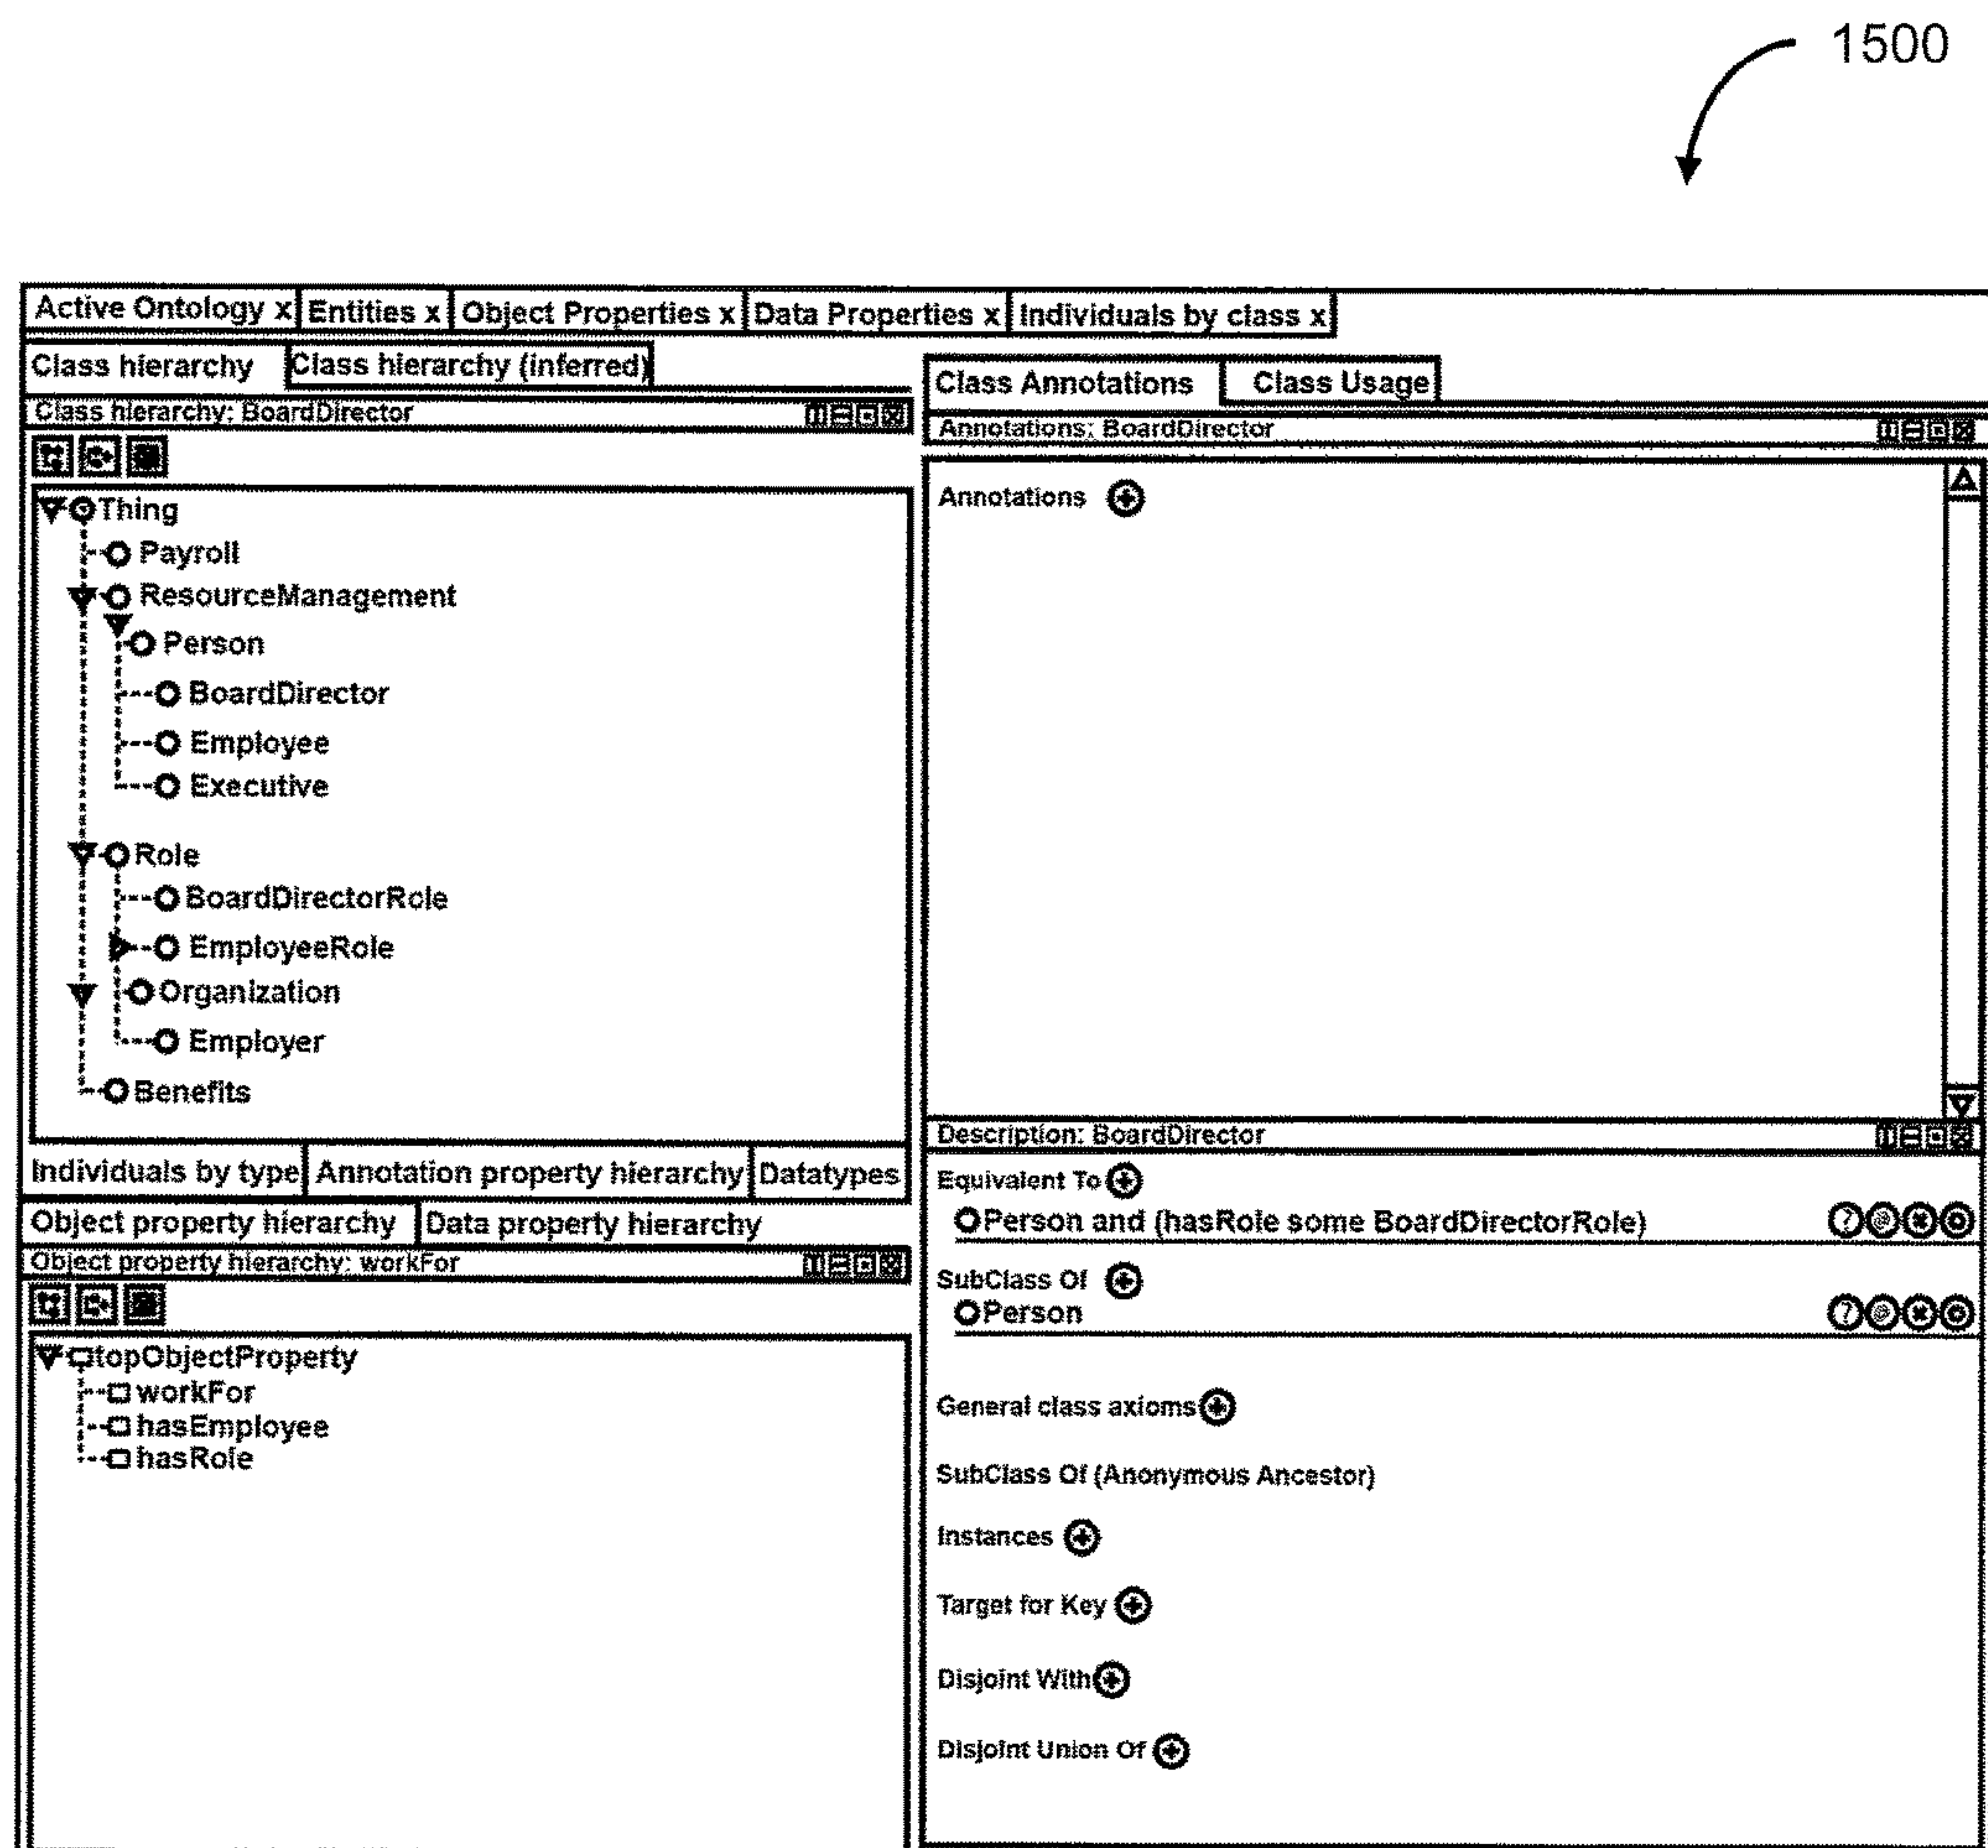 1500
Active Ontology x Entities x Object Properties x Data Properties x Individuals by class x
Class hierarchy Class hierarchy (inferred)
Class hierarchy: BoardDirector
Thing
Payroll
ResourceManagement
Person
BoardDirector
Employee
Executive
Role
BoardDirectorRole
EmployeeRole
Organization
Employer
Benefits
Individuals by type Annotation property hierarchy Datatypes
Object property hierarchy Data property hierarchy
Object property hierarchy: workFor
topObjectProperty
workFor
hasEmployee
hasRole
Class Annotations Class Usage
Annotations: BoardDirector
Annotations
Description: BoardDirector
Equivalent To
Person and (hasRole some BoardDirectorRole)
SubClass Of
Person
General class axioms
SubClass Of (Anonymous Ancestor)
Instances
Target for Key
Disjoint With
Disjoint Union Of